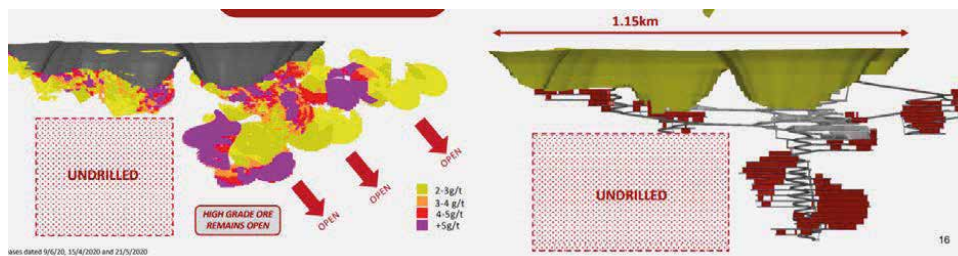 1.15km
UNDRILLED
OPEN
OPEN
OPEN
2-3g/t
3-4 g/t
4-5g/t
+5g/t
HIGH GRADE ORE
REMAINS OPEN
UNDRILLED
ases dated 9/6/20, 15/4/2020 and 21/5/2020
16